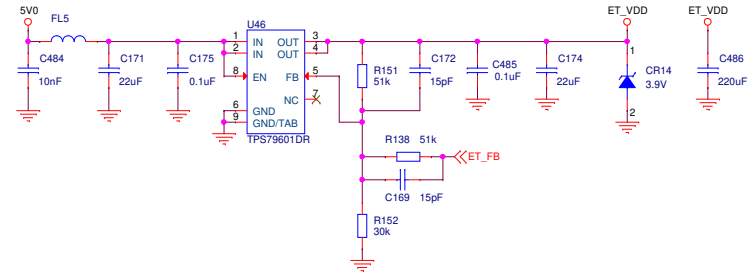 5V0
FL5
C484
10nF
C171
22uF
C175
0.1uF
U46
1 IN OUT 3
2 IN OUT 4
8 EN FB 5
NC 7
6 GND
9 GND/TAB
TPS79601DR
R151
51k
C172
15pF
C485
0.1uF
C174
22uF
ET_VDD
1
CR14
3.9V
2
ET_VDD
C486
220uF
R138 51k
ET_FB
C169 15pF
R152
30k